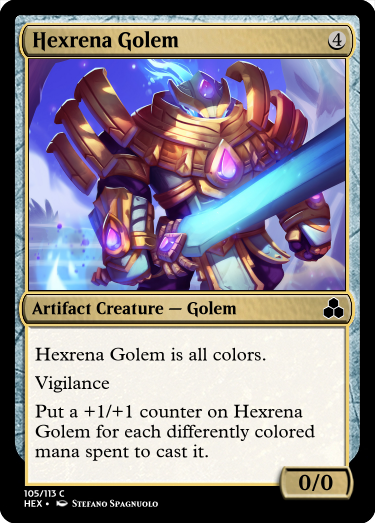 Hexrena Golem 4
Artifact Creature — Golem
Hexrena Golem is all colors.
Vigilance
Put a +1/+1 counter on Hexrena
Golem for each differently colored
mana spent to cast it.
0/0
105/113 C
HEX • Stefano Spagnuolo